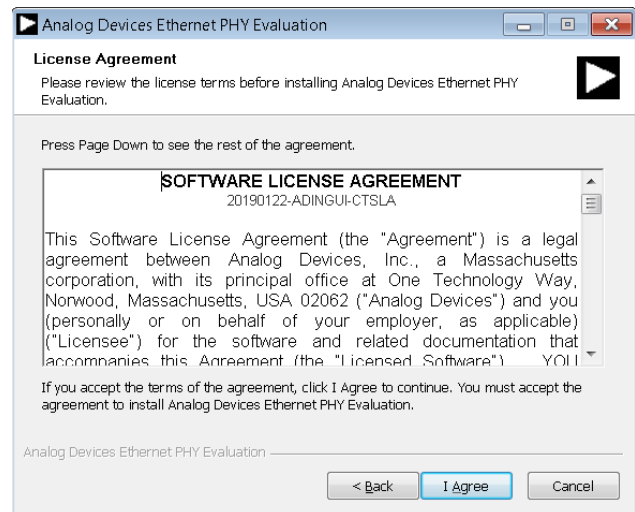 Analog Devices Ethernet PHY Evaluation
License Agreement
Please review the license terms before installing Analog Devices Ethernet PHY
Evaluation.
Press Page Down to see the rest of the agreement.
SOFTWARE LICENSE AGREEMENT
20190122-ADINGUI-CTSLA
This Software License Agreement (the "Agreement") is a legal
agreement between Analog Devices, Inc., a Massachusetts
corporation, with its principal office at One Technology Way,
Norwood, Massachusetts, USA 02062 ("Analog Devices") and you
(personally or on behalf of your employer, as applicable)
("Licensee") for the software and related documentation that
accompanies this Agreement (the "Licensed Software"). YOU
If you accept the terms of the agreement, click I Agree to continue. You must accept the
agreement to install Analog Devices Ethernet PHY Evaluation.
Analog Devices Ethernet PHY Evaluation
< Back I Agree Cancel